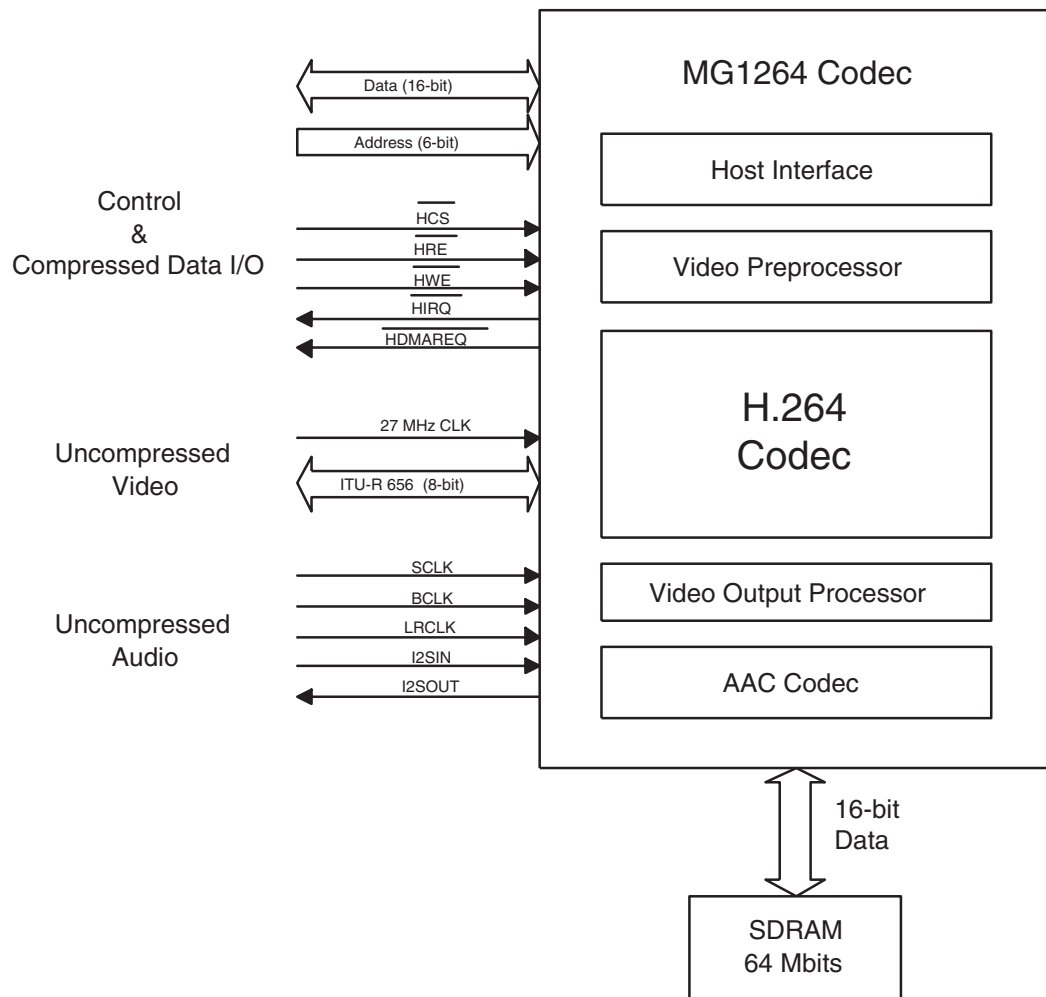 MG1264 Codec
Data (16-bit)
Address (6-bit)
Host Interface
Control
&
Compressed Data I/O
HCS
HRE
HWE
HIRQ
HDMAREQ
Video Preprocessor
H.264
Codec
Uncompressed
Video
27 MHz CLK
ITU-R 656 (8-bit)
Uncompressed
Audio
SCLK
BCLK
LRCLK
I2SIN
I2SOUT
Video Output Processor
AAC Codec
16-bit
Data
SDRAM
64 Mbits